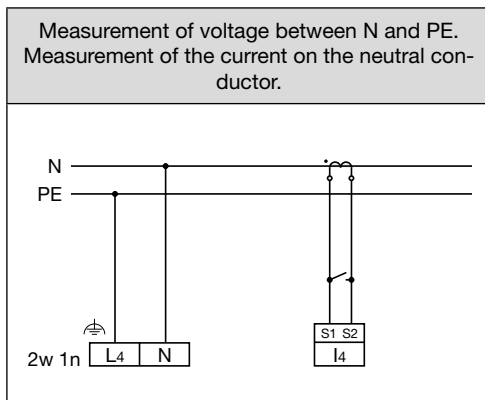 Measurement of voltage between N and PE.
Measurement of the current on the neutral con-
ductor.
N
PE
S1 S2
2w 1n L4 N I4